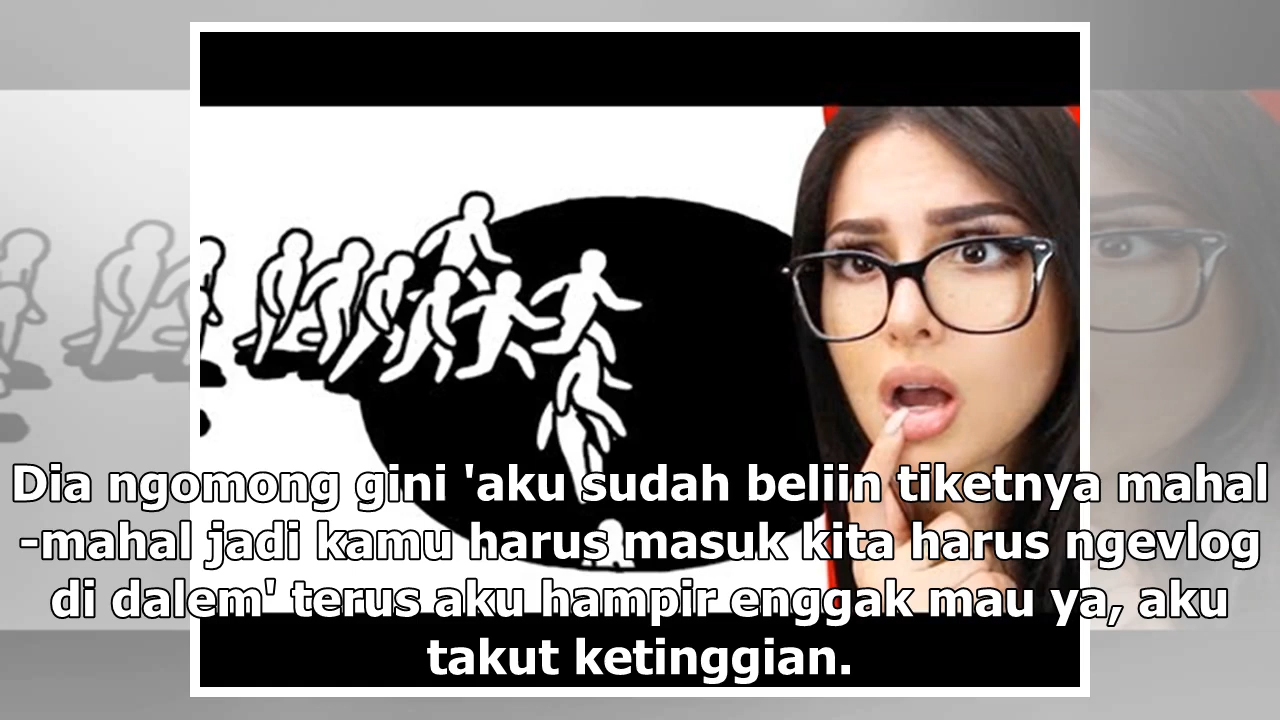 Dia ngomong gini 'aku sudah beliin tiketnya mahal
-mahal jadi kamu harus masuk kita harus ngevlog
di dalem' terus aku hampir enggak mau ya, aku
takut ketinggian.